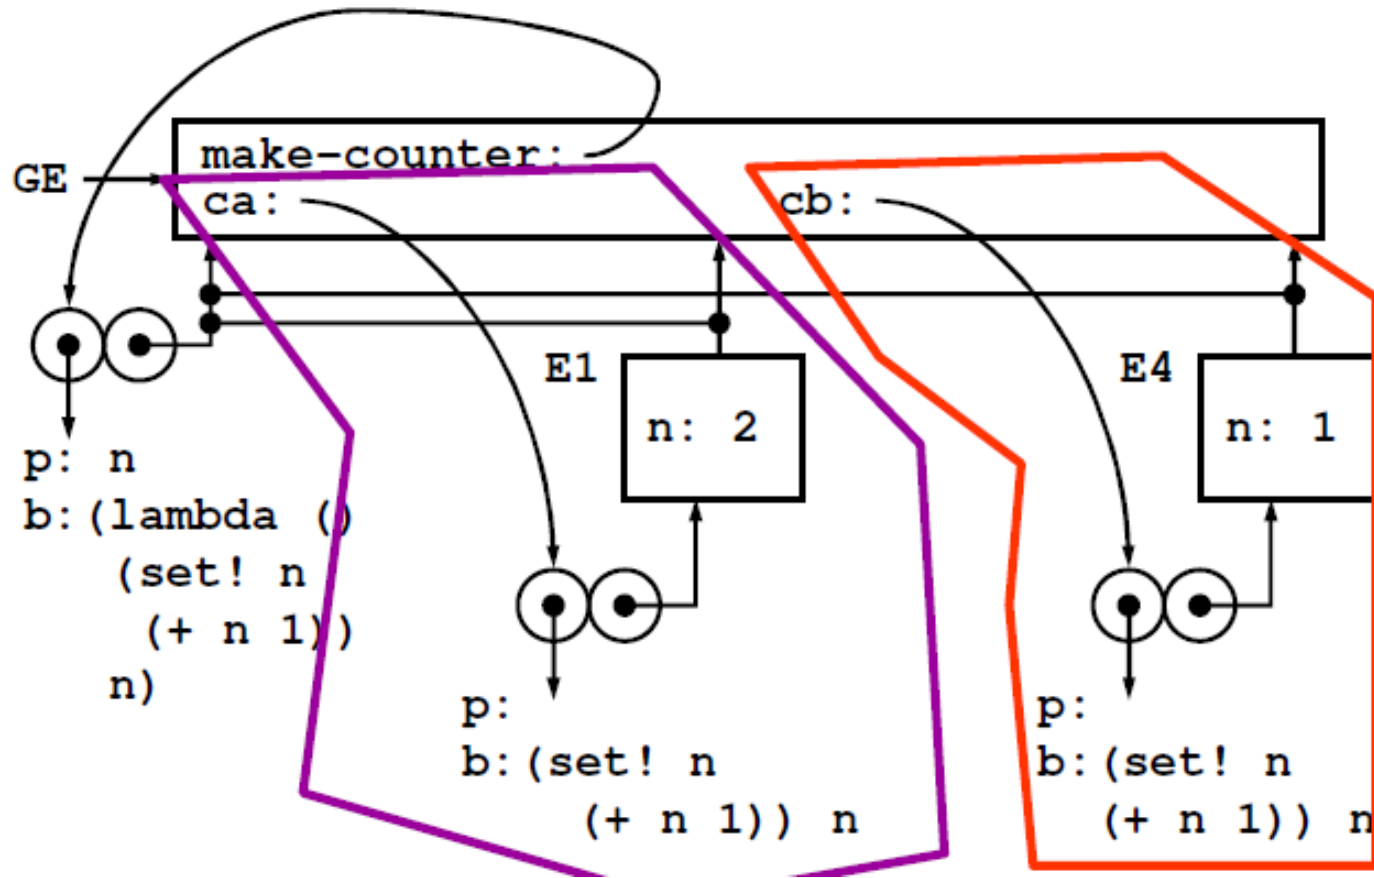 make-counter:
GE
ca:
cb:
E1
n: 2
E4
n: 1
p: n
b:(lambda ()
(set! n
(+ n 1))
n)
p:
b:(set! n
(+ n 1)) n
p:
b:(set! n
(+ n 1)) n